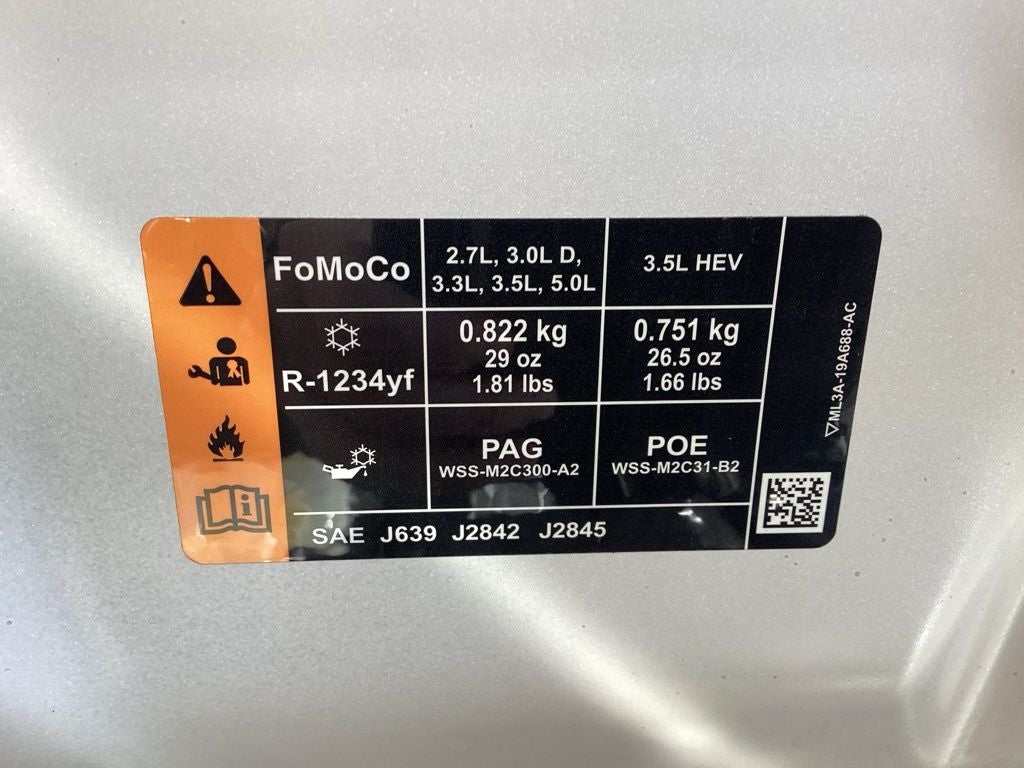 FoMoCo
2.7L, 3.0L D,
3.3L, 3.5L, 5.0L
3.5L HEV
R-1234yf
0.822 kg
29 oz
1.81 lbs
0.751 kg
26.5 oz
1.66 lbs
PAG
WSS-M2C300-A2
POE
WSS-M2C31-B2
SAE J639 J2842 J2845
ML3A-19A688-AC